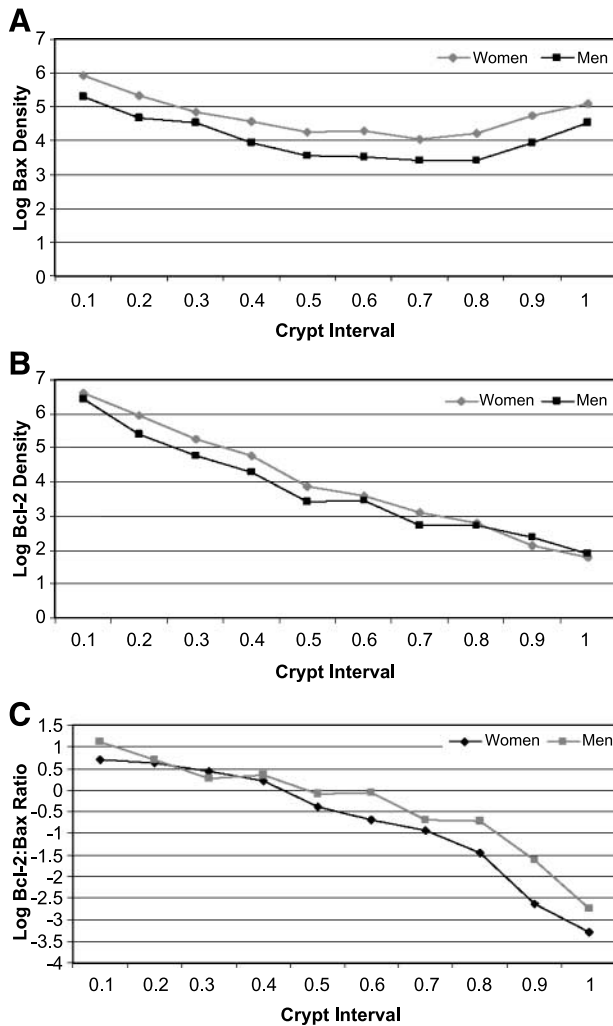 A
Log Bax Density
7
6
5
4
3
2
1
0
Women
Men
0.1 0.2 0.3 0.4 0.5 0.6 0.7 0.8 0.9 1
Crypt Interval
B
Log Bcl-2 Density
7
6
5
4
3
2
1
0
Women
Men
0.1 0.2 0.3 0.4 0.5 0.6 0.7 0.8 0.9 1
Crypt Interval
C
Log Bcl-2:Bax Ratio
1.5
1
0.5
0
-0.5
-1
-1.5
-2
-2.5
-3
-3.5
-4
Women
Men
0.1 0.2 0.3 0.4 0.5 0.6 0.7 0.8 0.9 1
Crypt Interval